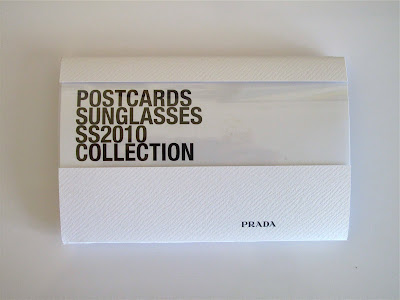 POSTCARDS
SUNGLASSES
SS2010
COLLECTION
PRADA